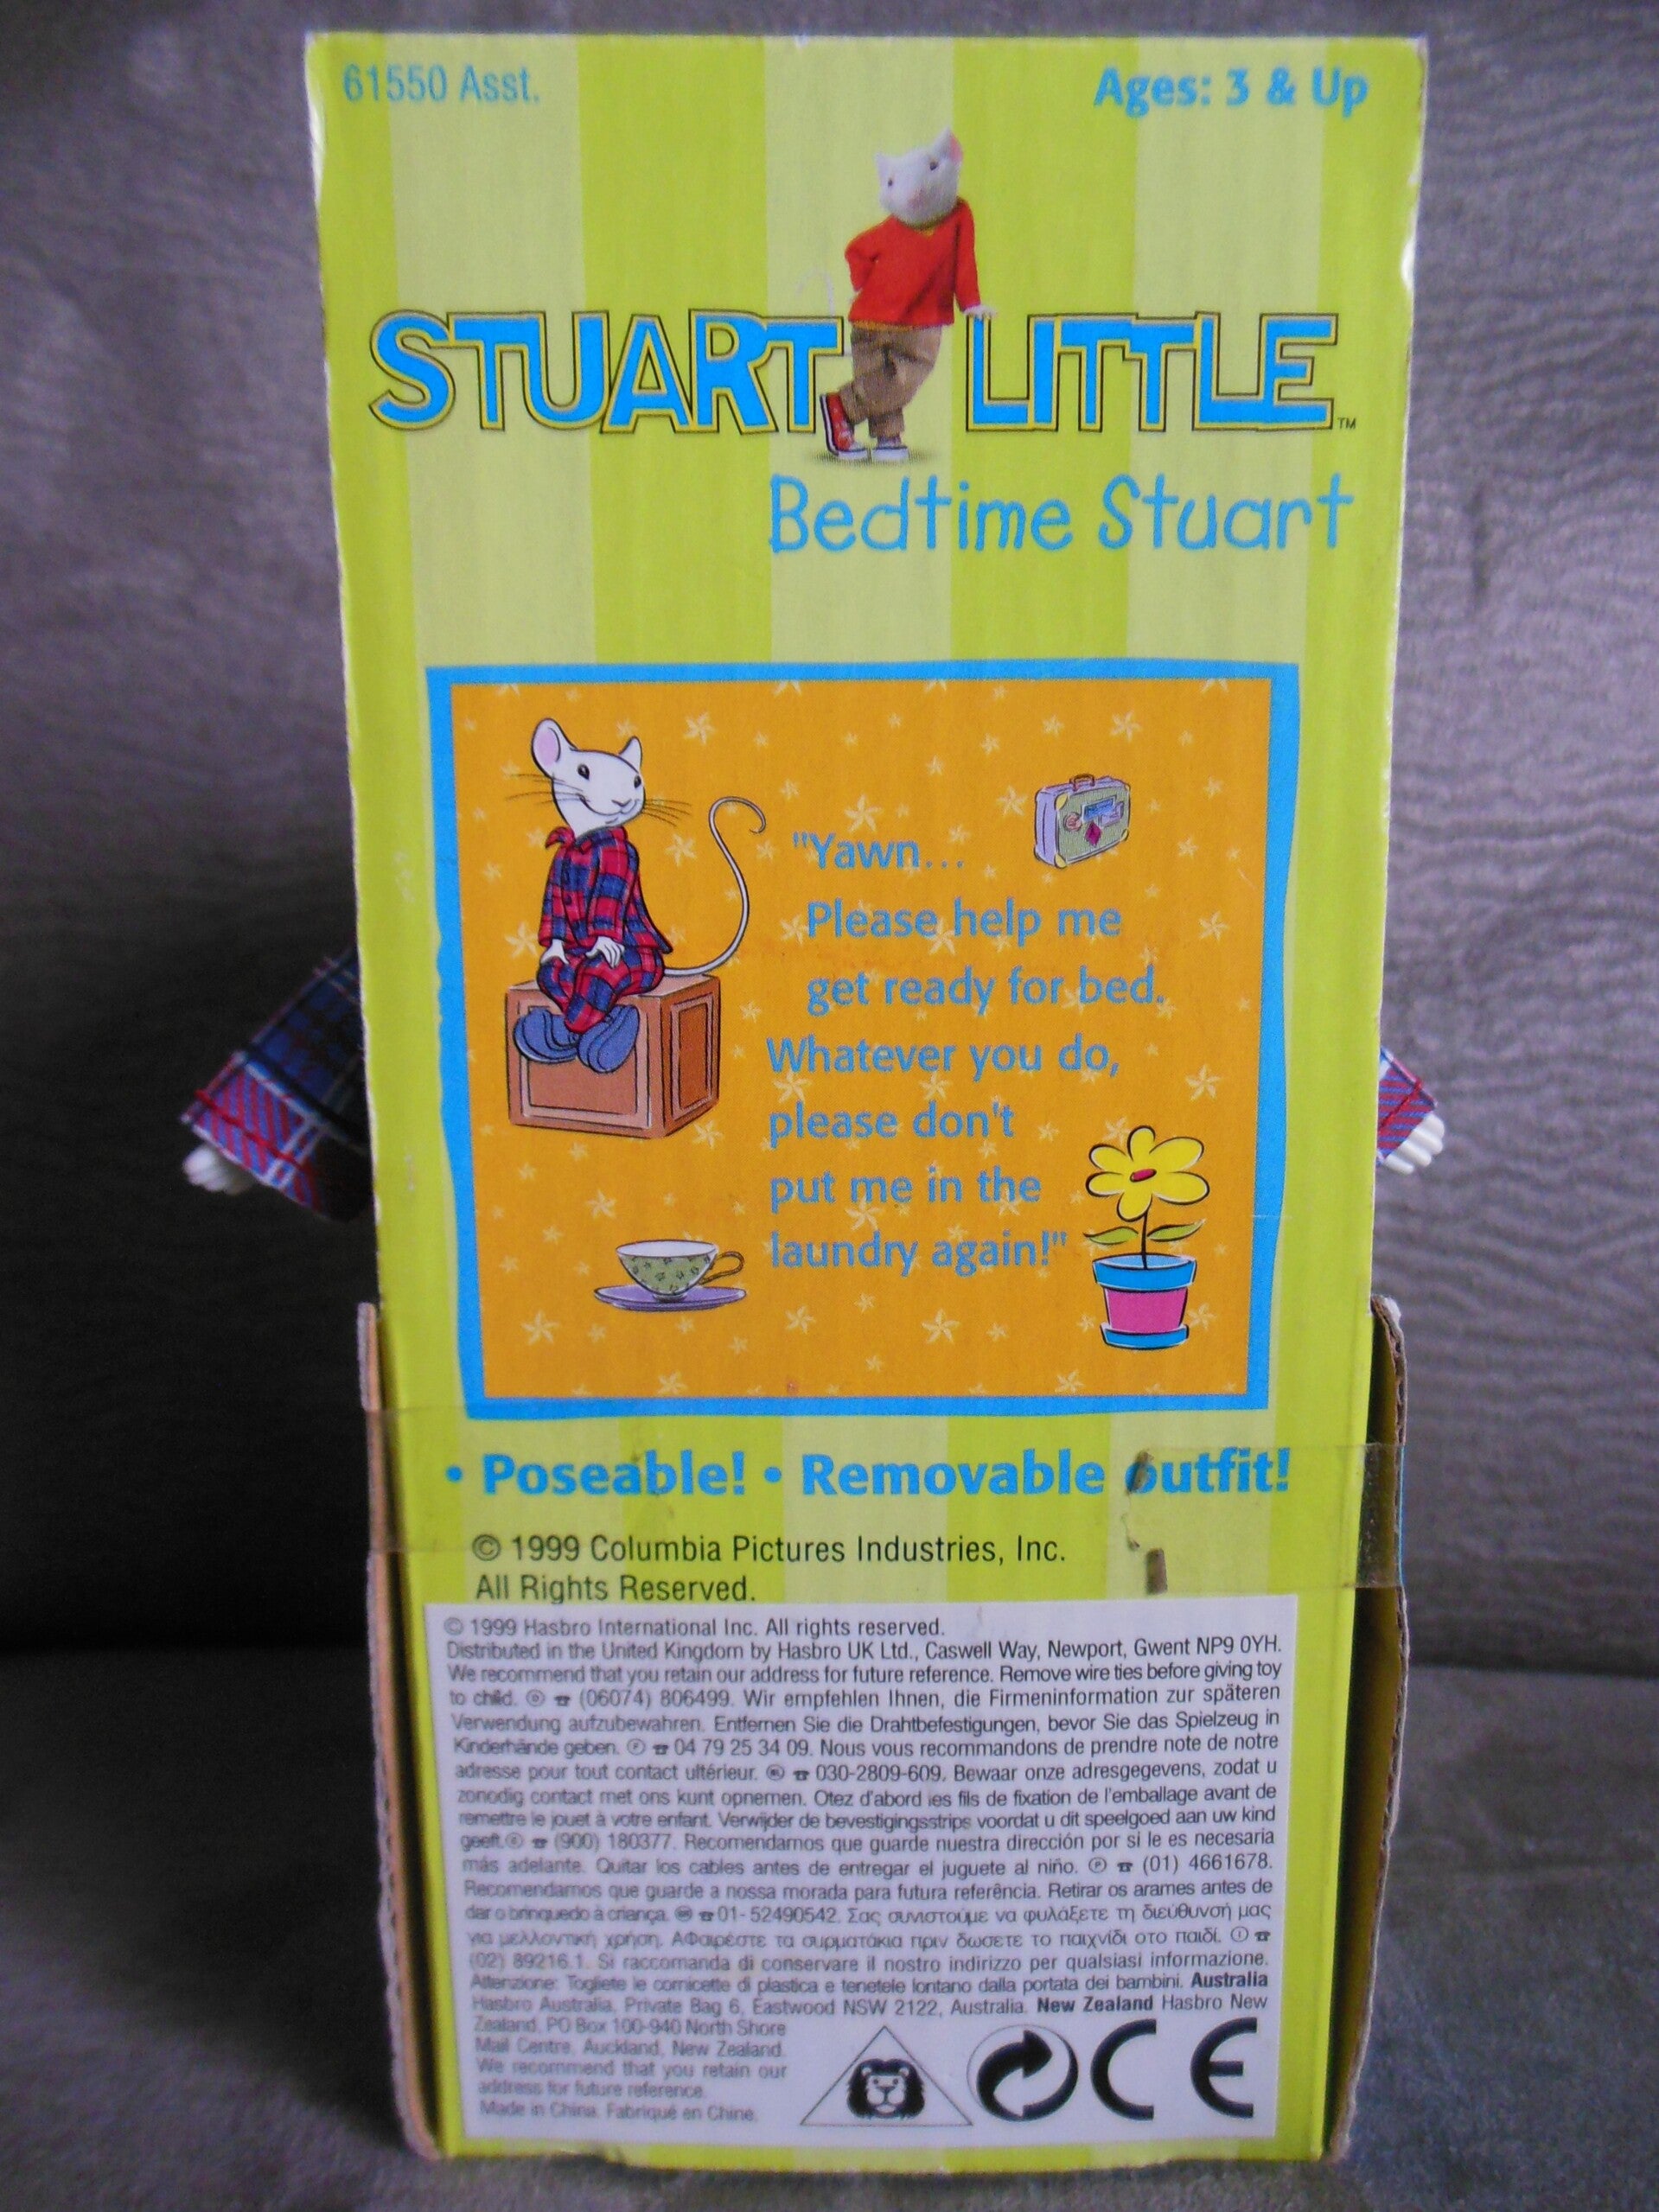 61550 Asst.
Ages: 3 & Up
STUART LITTLE™
Bedtime Stuart
"Yawn...
Please help me
get ready for bed.
Whatever you do,
please don't
put me in the
laundry again!"
• Poseable! • Removable outfit!
© 1999 Columbia Pictures Industries, Inc.
All Rights Reserved.
© 1999 Hasbro International Inc. All rights reserved.
Distributed in the United Kingdom by Hasbro UK Ltd., Caswell Way, Newport, Gwent NP9 0YH.
We recommend that you retain our address for future reference. Remove wire ties before giving toy
to child. Ⓓ ☎ (06074) 806499. Wir empfehlen Ihnen, die Firmeninformation zur späteren
Verwendung aufzubewahren. Entfernen Sie die Drahtbefestigungen, bevor Sie das Spielzeug in
Kinderhände geben. Ⓕ ☎ 04 79 25 34 09. Nous vous recommandons de prendre note de notre
adresse pour tout contact ultérieur. ☎ 030-2809-609. Bewaar onze adresgegevens, zodat u
zonodig contact met ons kunt opnemen. Otez d'abord les fils de fixation de l'emballage avant de
remettre le jouet à votre enfant. Verwijder de bevestigingsstrips voordat u dit speelgoed aan uw kind
geeft. Ⓔ ☎ (900) 180377. Recomendamos que guarde nuestra dirección por si le es necesaria
más adelante. Quitar los cables antes de entregar el juguete al niño. Ⓟ ☎ (01) 4661678.
Recomendamos que guarde a nossa morada para futura referência. Retirar os arames antes de
dar o brinquedo à criança. ☎ 01- 52490542. Σας συνιστούμε να φυλάξετε τη διεύθυνσή μας
για μελλοντική χρήση. ΑΦαιρέστε τα συρματάκια πριν δωσετε το παιχνίδι στο παιδί. Ⓘ ☎
(02) 89216.1. Si raccomanda di conservare il nostro indirizzo per qualsiasi informazione.
Attenzione: Togliete le cornicette di plastica e tenetele lontano dalla portata dei bambini. Australia
Hasbro Australia, Private Bag 6, Eastwood NSW 2122, Australia. New Zealand Hasbro New
Zealand, PO Box 100-940 North Shore
Mail Centre, Auckland, New Zealand.
We recommend that you retain our
address for future reference.
Made in China. Fabriqué en Chine.
CE